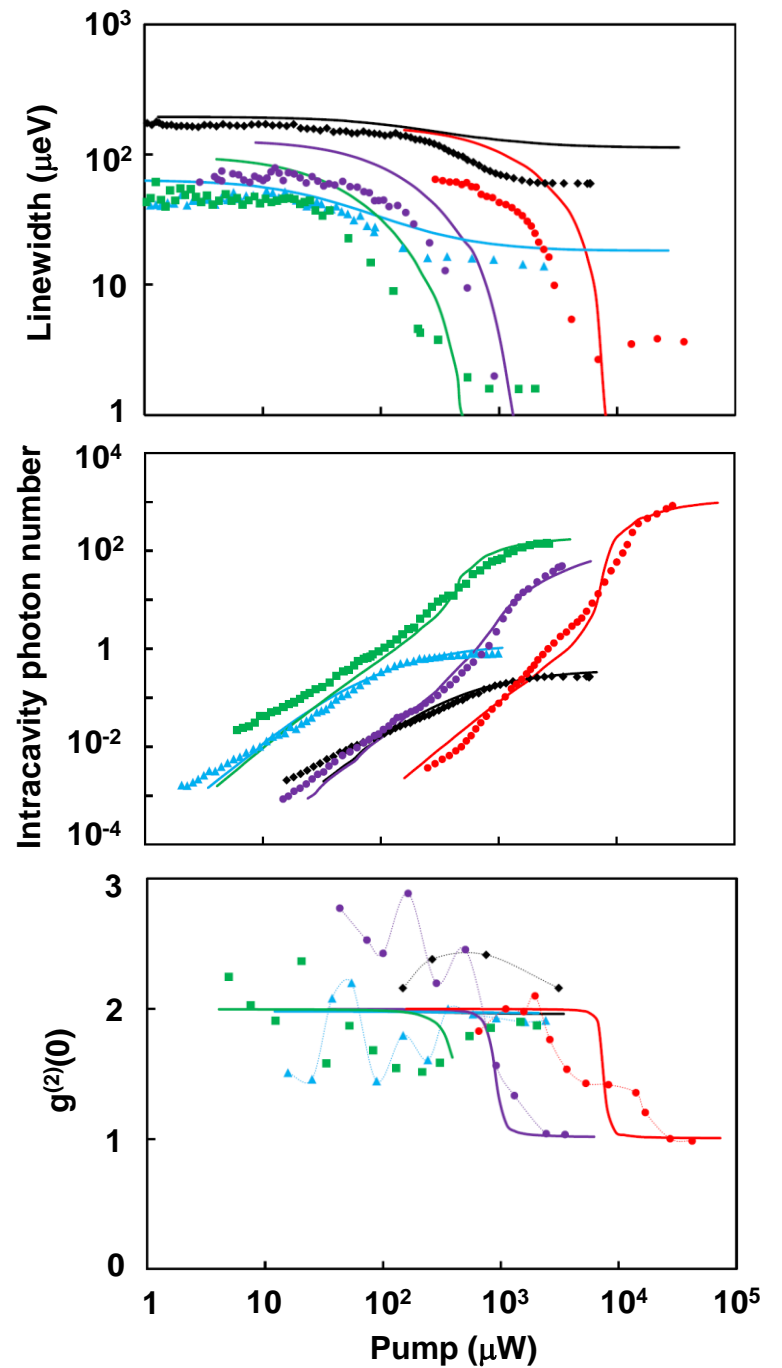 10³
10²
10
1
Linewidth (μeV)
10⁴
10²
1
10⁻²
10⁻⁴
Intracavity photon number
3
2
1
0
g⁽²⁾(0)
1 10 10² 10³ 10⁴ 10⁵
Pump (μW)